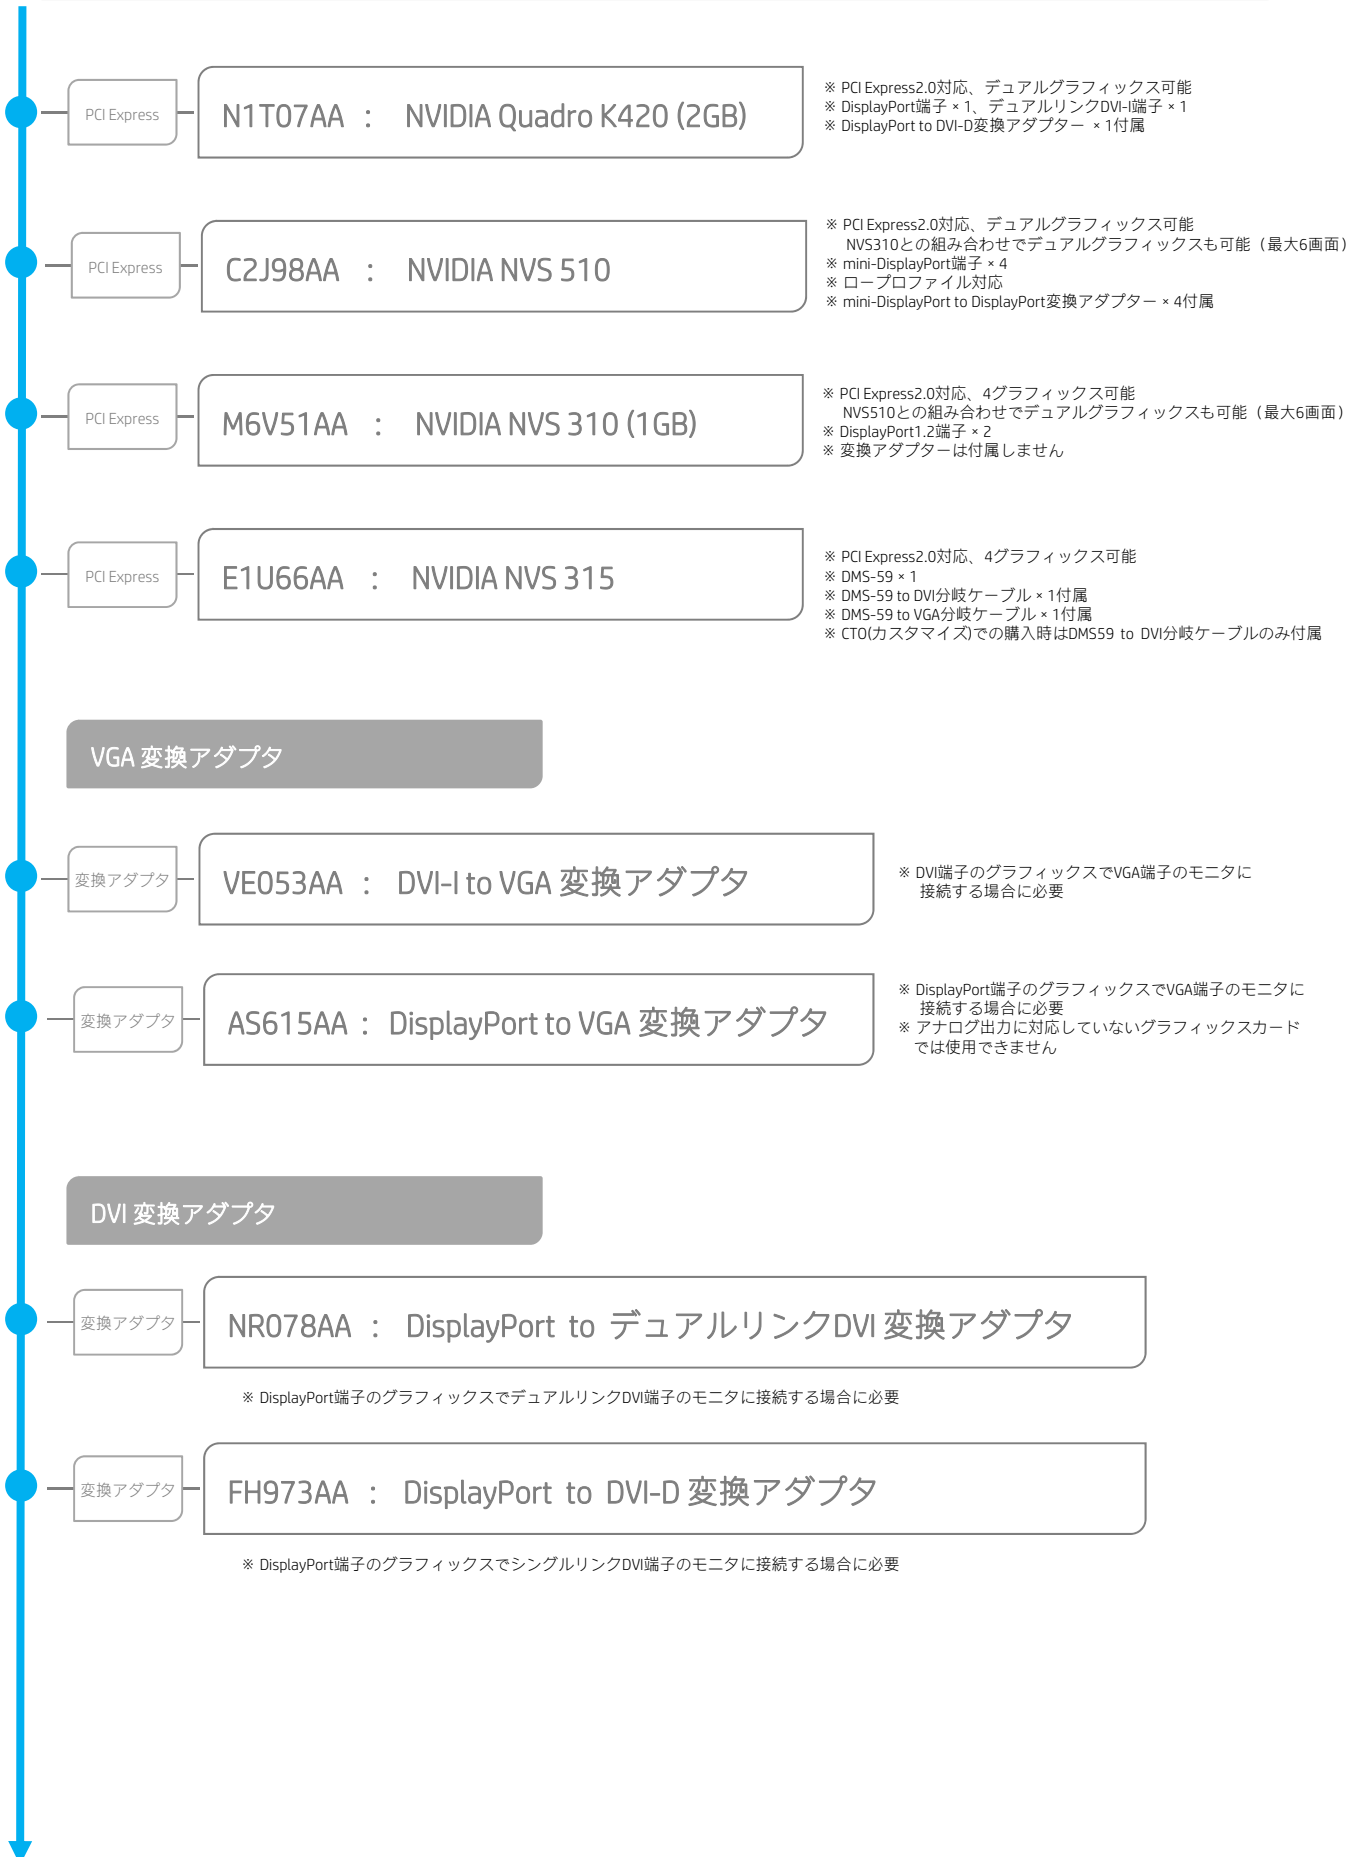 PCI Express
N1T07AA : NVIDIA Quadro K420 (2GB)
※ PCI Express2.0対応、デュアルグラフィックス可能
※ DisplayPort端子 × 1、デュアルリンクDVI-I端子 × 1
※ DisplayPort to DVI-D変換アダプター × 1付属
PCI Express
C2J98AA : NVIDIA NVS 510
※ PCI Express2.0対応、デュアルグラフィックス可能
NVS310との組み合わせでデュアルグラフィックスも可能（最大6画面）
※ mini-DisplayPort端子 × 4
※ ロープロファイル対応
※ mini-DisplayPort to DisplayPort変換アダプター × 4付属
PCI Express
M6V51AA : NVIDIA NVS 310 (1GB)
※ PCI Express2.0対応、4グラフィックス可能
NVS510との組み合わせでデュアルグラフィックスも可能（最大6画面）
※ DisplayPort1.2端子 × 2
※ 変換アダプターは付属しません
PCI Express
E1U66AA : NVIDIA NVS 315
※ PCI Express2.0対応、4グラフィックス可能
※ DMS-59 × 1
※ DMS-59 to DVI分岐ケーブル × 1付属
※ DMS-59 to VGA分岐ケーブル × 1付属
※ CTO(カスタマイズ)での購入時はDMS59 to DVI分岐ケーブルのみ付属
VGA 変換アダプタ
変換アダプタ
VE053AA : DVI-I to VGA 変換アダプタ
※ DVI端子のグラフィックスでVGA端子のモニタに
接続する場合に必要
変換アダプタ
AS615AA : DisplayPort to VGA 変換アダプタ
※ DisplayPort端子のグラフィックスでVGA端子のモニタに
接続する場合に必要
※ アナログ出力に対応していないグラフィックスカード
では使用できません
DVI 変換アダプタ
変換アダプタ
NR078AA : DisplayPort to デュアルリンクDVI 変換アダプタ
※ DisplayPort端子のグラフィックスでデュアルリンクDVI端子のモニタに接続する場合に必要
変換アダプタ
FH973AA : DisplayPort to DVI-D 変換アダプタ
※ DisplayPort端子のグラフィックスでシングルリンクDVI端子のモニタに接続する場合に必要